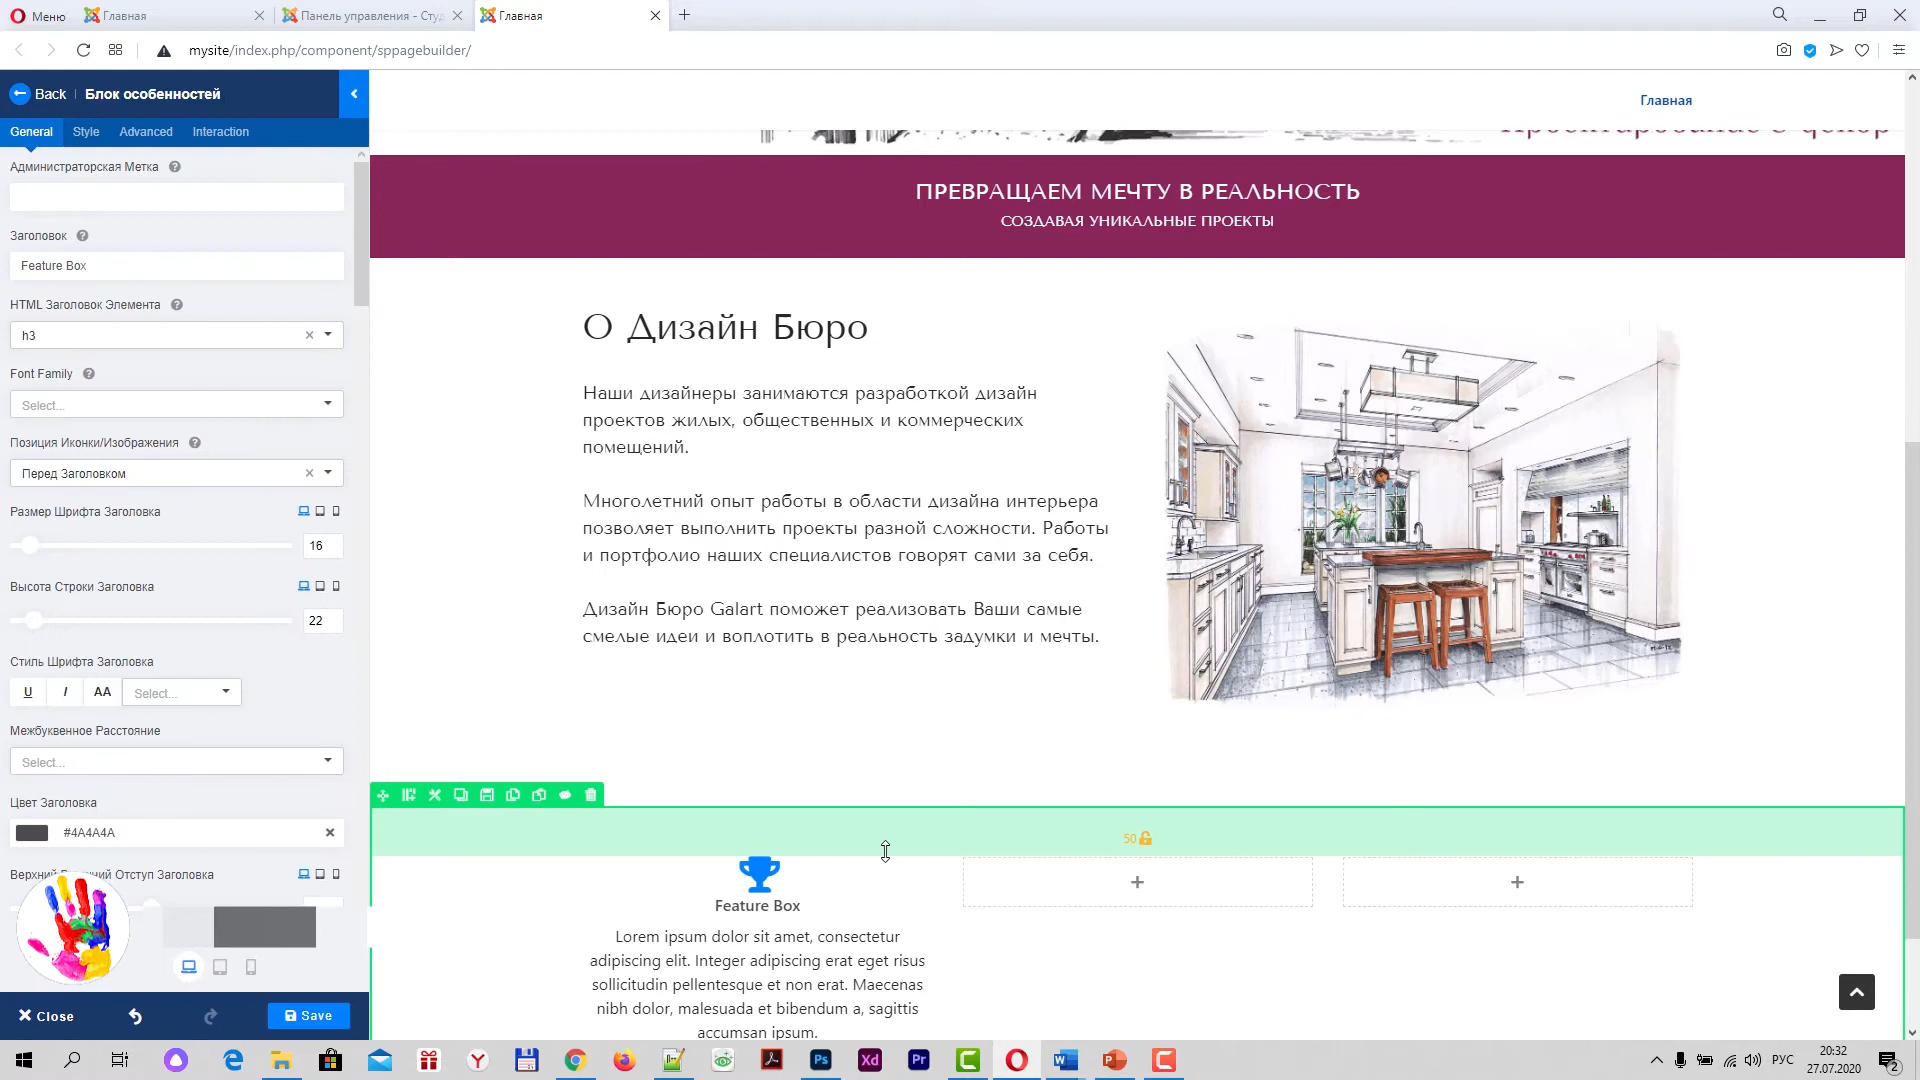 Меню
Главная
Панель управления - Студ
Главная
mysite/index.php/component/sppagebuilder/
Back
Блок особенностей
General
Style
Advanced
Interaction
Администраторская Метка
Заголовок
Feature Box
HTML Заголовок Элемента
h3
Font Family
Select...
Позиция Иконки/Изображения
Перед Заголовком
Размер Шрифта Заголовка
16
Высота Строки Заголовка
22
Стиль Шрифта Заголовка
U
I
AA
Select...
Межбуквенное Расстояние
Select...
Цвет Заголовка
#4A4A4A
Отступ Заголовка
Close
Save
Главная
ПРЕВРАЩАЕМ МЕЧТУ В РЕАЛЬНОСТЬ
СОЗДАВАЯ УНИКАЛЬНЫЕ ПРОЕКТЫ
О Дизайн Бюро
Наши дизайнеры занимаются разработкой дизайн
проектов жилых, общественных и коммерческих
помещений.
Многолетний опыт работы в области дизайна интерьера
позволяет выполнить проекты разной сложности. Работы
и портфолио наших специалистов говорят сами за себя.
Дизайн Бюро Galart поможет реализовать Ваши самые
смелые идеи и воплотить в реальность задумки и мечты.
50
Feature Box
Lorem ipsum dolor sit amet, consectetur
adipiscing elit. Integer adipiscing erat eget risus
sollicitudin pellentesque et non erat. Maecenas
nibh dolor, malesuada et bibendum a, sagittis
accumsan ipsum.
РУС
20:32
27.07.2020
2